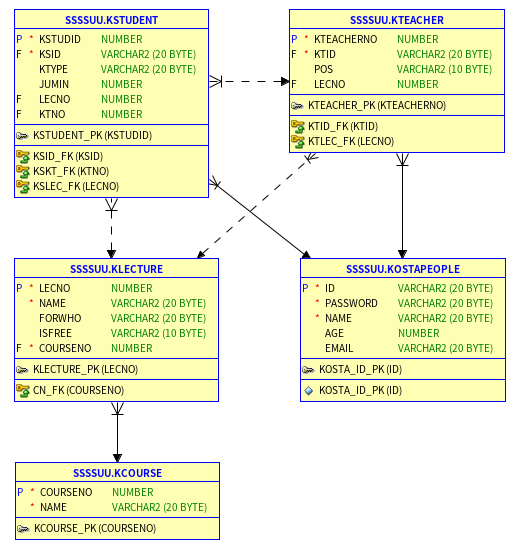 SSSSUU.KSTUDENT
P * KSTUDID NUMBER
F * KSID VARCHAR2 (20 BYTE)
KTYPE VARCHAR2 (20 BYTE)
JUMIN NUMBER
F LECNO NUMBER
F KTNO NUMBER
KSTUDENT_PK (KSTUDID)
KSID_FK (KSID)
KSKT_FK (KTNO)
KSLEC_FK (LECNO)
SSSSUU.KTEACHER
P * KTEACHERNO NUMBER
F * KTID VARCHAR2 (20 BYTE)
POS VARCHAR2 (10 BYTE)
F LECNO NUMBER
KTEACHER_PK (KTEACHERNO)
KTID_FK (KTID)
KTLEC_FK (LECNO)
SSSSUU.KLECTURE
P * LECNO NUMBER
* NAME VARCHAR2 (20 BYTE)
FORWHO VARCHAR2 (20 BYTE)
ISFREE VARCHAR2 (10 BYTE)
F * COURSENO NUMBER
KLECTURE_PK (LECNO)
CN_FK (COURSENO)
SSSSUU.KOSTAPEOPLE
P * ID VARCHAR2 (20 BYTE)
* PASSWORD VARCHAR2 (20 BYTE)
* NAME VARCHAR2 (20 BYTE)
AGE NUMBER
EMAIL VARCHAR2 (20 BYTE)
KOSTA_ID_PK (ID)
KOSTA_ID_PK (ID)
SSSSUU.KCOURSE
P * COURSENO NUMBER
* NAME VARCHAR2 (20 BYTE)
KCOURSE_PK (COURSENO)